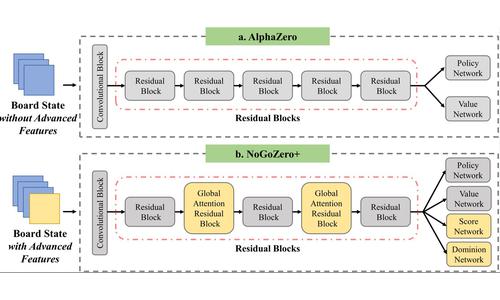 a. AlphaZero
Board State
without Advanced
Features
Convolutional Block
Residual
Block
Residual
Block
Residual
Block
Residual
Block
Residual
Block
Residual Blocks
Policy
Network
Value
Network
b. NoGoZero+
Board State
with Advanced
Features
Convolutional Block
Residual
Block
Global
Attention
Residual
Block
Residual
Block
Global
Attention
Residual
Block
Residual
Block
Residual Blocks
Policy
Network
Value
Network
Score
Network
Dominion
Network